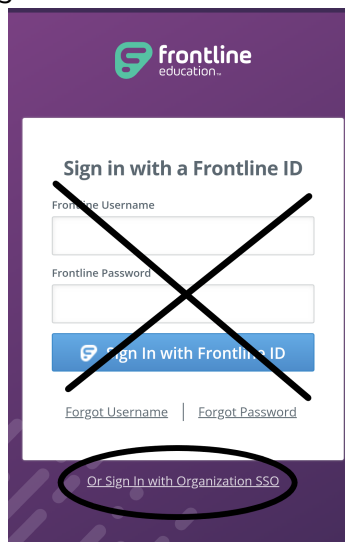 frontline
education™
Sign in with a Frontline ID
Frontline Username
Frontline Password
Sign In with Frontline ID
Forgot Username | Forgot Password
Or Sign In with Organization SSO